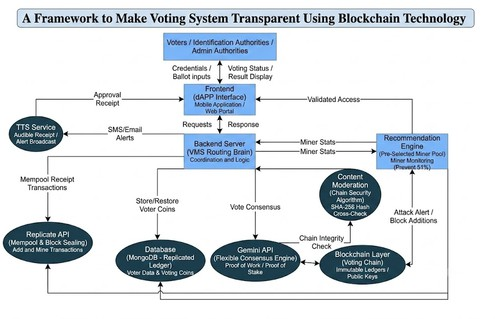 A Framework to Make Voting System Transparent Using Blockchain Technology
Voters / Identification Authorities /
Admin Authorities
Credentials /
Ballot inputs
Voting Status /
Result Display
Approval
Receipt
Frontend
(dAPP Interface)
Mobile Application /
Web Portal
Validated Access
TTS Service
Audible Receipt /
Alert Broadcast
SMS/Email
Alerts
Requests
Response
Backend Server
(VMS Routing Brain)
Coordination and Logic
Miner Stats
Miner Stats
Recommendation
Engine
(Pre-Selected Miner Pool)
Miner Monitoring
(Prevent 51%)
Mempool Receipt
Transactions
Content
Moderation
(Chain Security
Algorithm)
SHA-256 Hash
Cross-Check
Store/Restore
Voter Coins
Vote Consensus
Attack Alert /
Block Additions
Replicate API
(Mempool & Block Sealing)
Add and Mine Transactions
Database
(MongoDB - Replicated
Ledger)
Voter Data & Voting Coins
Gemini API
(Flexible Consensus Engine)
Proof of Work / Proof of
Stake
Chain Integrity
Check
Blockchain Layer
(Voting Chain)
Immutable Ledgers /
Public Keys